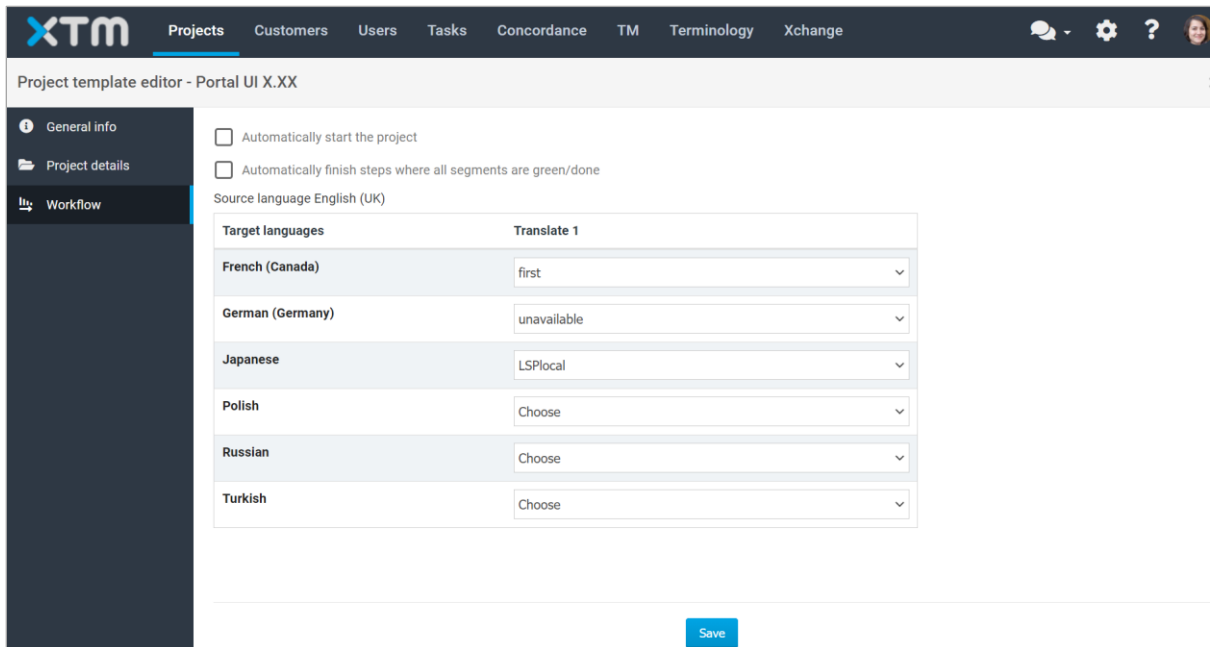 XTM Projects Customers Users Tasks Concordance TM Terminology Xchange ?
Project template editor - Portal UI X.XX
General info
Project details
Workflow
Automatically start the project
Automatically finish steps where all segments are green/done
Source language English (UK)
Target languages Translate 1
French (Canada) first
German (Germany) unavailable
Japanese LSPlocal
Polish Choose
Russian Choose
Turkish Choose
Save